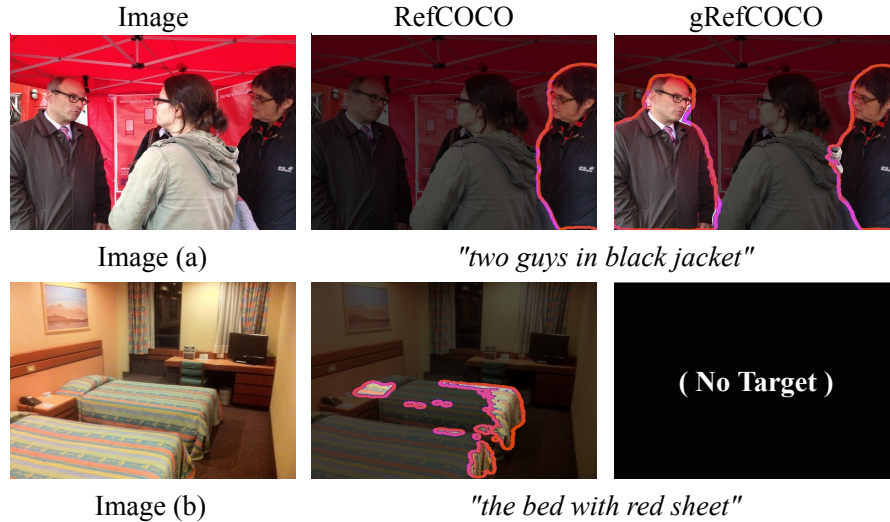 Image RefCOCO gRefCOCO
Image (a) "two guys in black jacket"
( No Target )
Image (b) "the bed with red sheet"